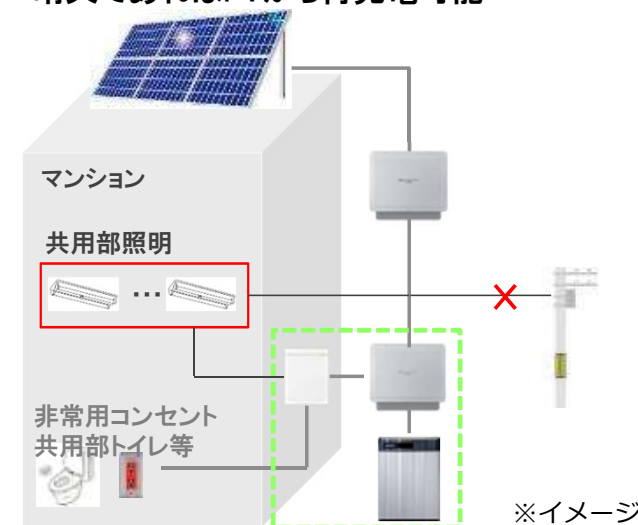 マンション
共用部照明
…
非常用コンセント
共用部トイレ等
※イメージ